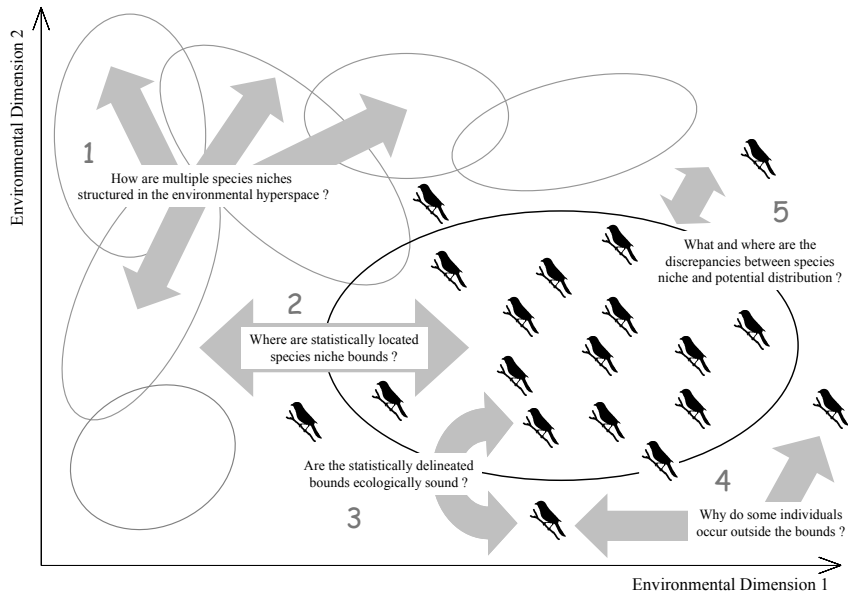 Environmental Dimension 2
1
How are multiple species niches
structured in the environmental hyperspace ?
5
What and where are the
discrepancies between species
niche and potential distribution ?
2
Where are statistically located
species niche bounds ?
Are the statistically delineated
bounds ecologically sound ?
3
4
Why do some individuals
occur outside the bounds ?
Environmental Dimension 1